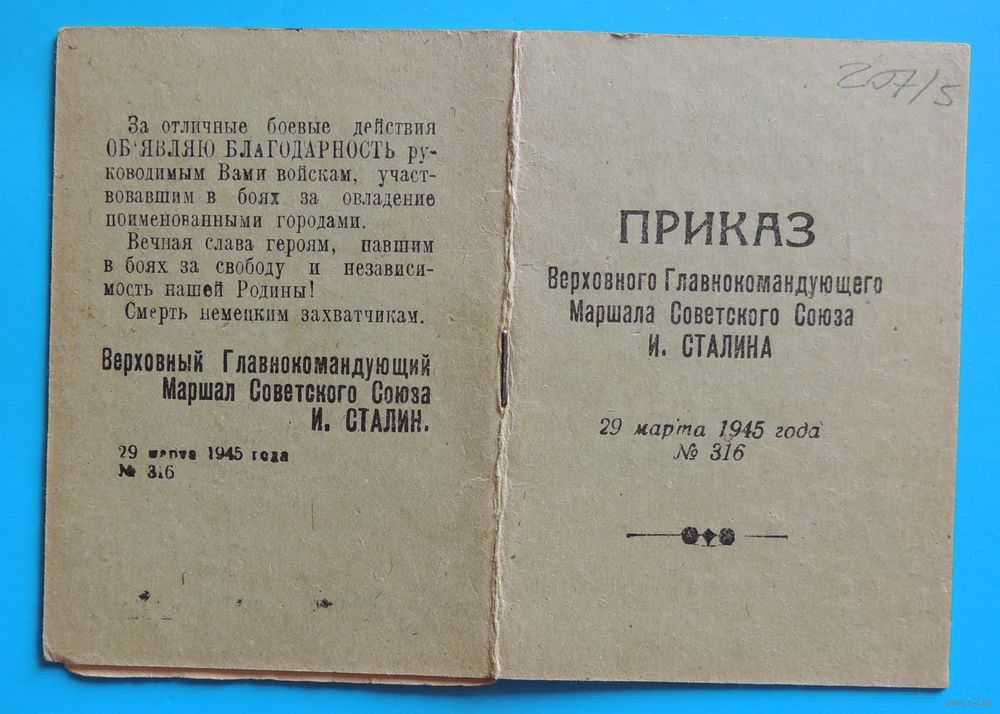 За отличные боевые действия
ОБ'ЯВЛЯЮ БЛАГОДАРНОСТЬ ру-
ководимым Вами войскам, участ-
вовавшим в боях за овладение
поименованными городами.
Вечная слава героям, павшим
в боях за свободу и независи-
мость нашей Родины!
Смерть немецким захватчикам.
Верховный Главнокомандующий
Маршал Советского Союза
И. СТАЛИН.
29 марта 1945 года
№ 316
207/5
ПРИКАЗ
Верховного Главнокомандующего
Маршала Советского Союза
И. СТАЛИНА
29 марта 1945 года
№ 316